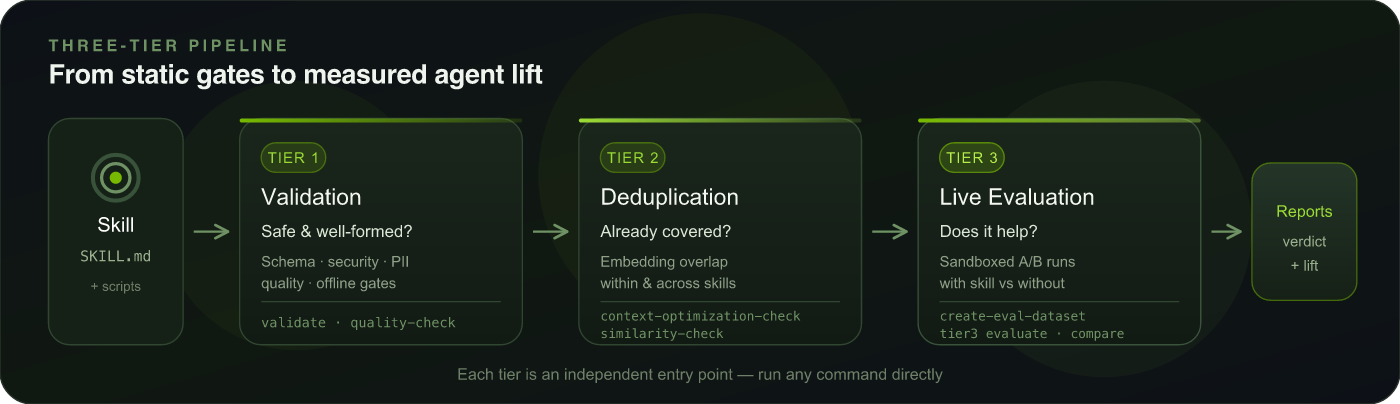 THREE-TIER PIPELINE
From static gates to measured agent lift
Skill
SKILL.md
+ scripts
TIER 1
Validation
Safe & well-formed?
Schema · security · PII
quality · offline gates
validate · quality-check
TIER 2
Deduplication
Already covered?
Embedding overlap
within & across skills
context-optimization-check
similarity-check
TIER 3
Live Evaluation
Does it help?
Sandboxed A/B runs
with skill vs without
create-eval-dataset
tier3 evaluate · compare
Reports
verdict
+ lift
Each tier is an independent entry point — run any command directly